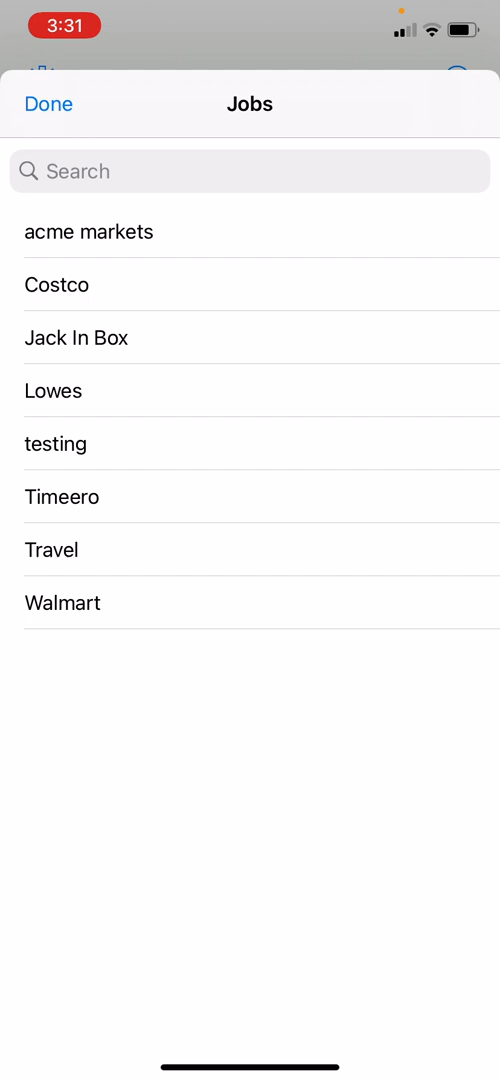 3:31
Done
Jobs
Search
acme markets
Costco
Jack In Box
Lowes
testing
Timeero
Travel
Walmart